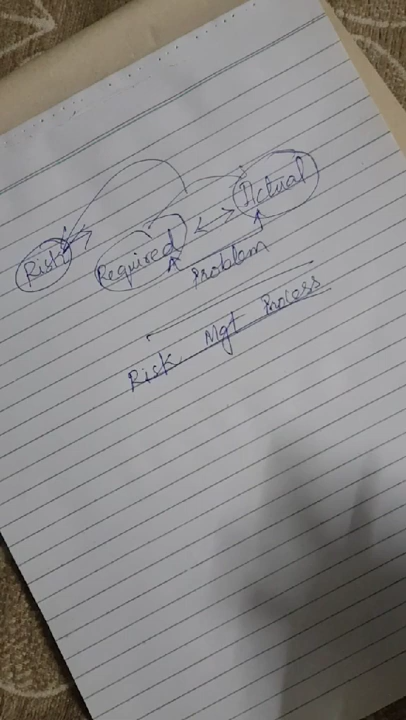 Risk Required Actual
Problem
Risk Mgt Process